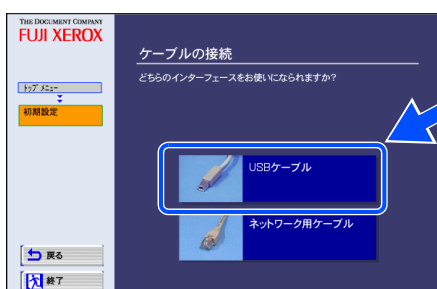 THE DOCUMENT COMPANY
FUJI XEROX
ケーブルの接続
どちらのインターフェースをお使いになられますか?
トップ メニュー
初期設定
USBケーブル
ネットワーク用ケーブル
戻る
終了